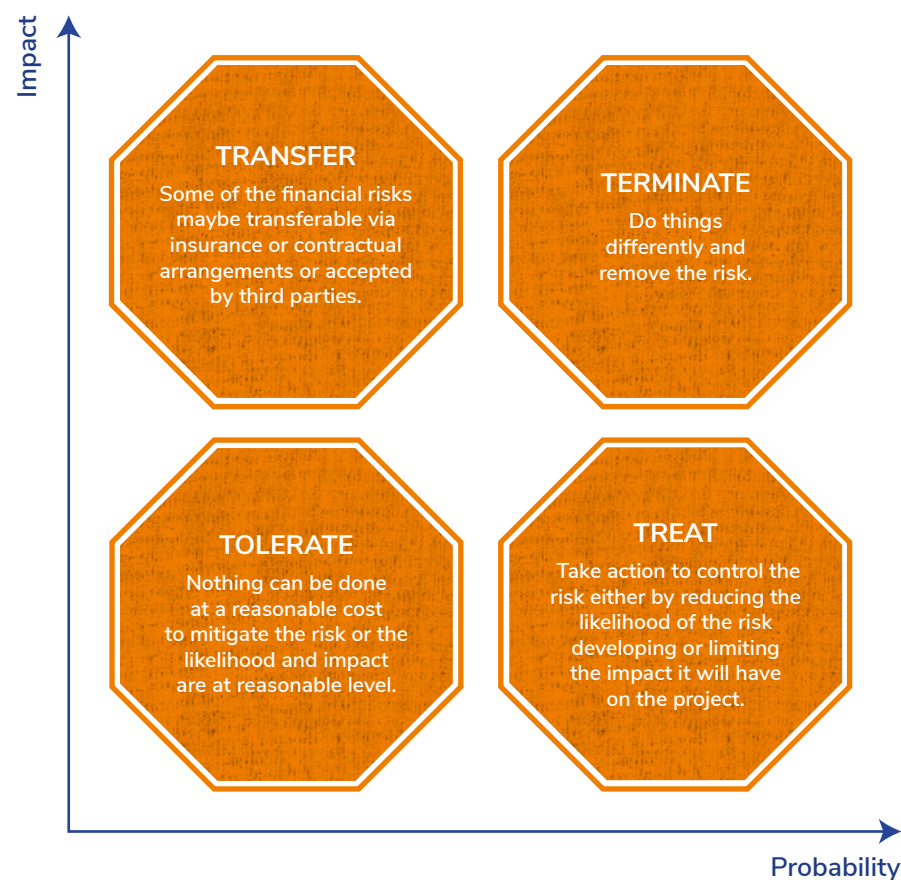 Impact
TRANSFER
Some of the financial risks
maybe transferable via
insurance or contractual
arrangements or accepted
by third parties.
TERMINATE
Do things
differently and
remove the risk.
TOLERATE
Nothing can be done
at a reasonable cost
to mitigate the risk or the
likelihood and impact
are at reasonable level.
TREAT
Take action to control the
risk either by reducing the
likelihood of the risk
developing or limiting
the impact it will have
on the project.
Probability